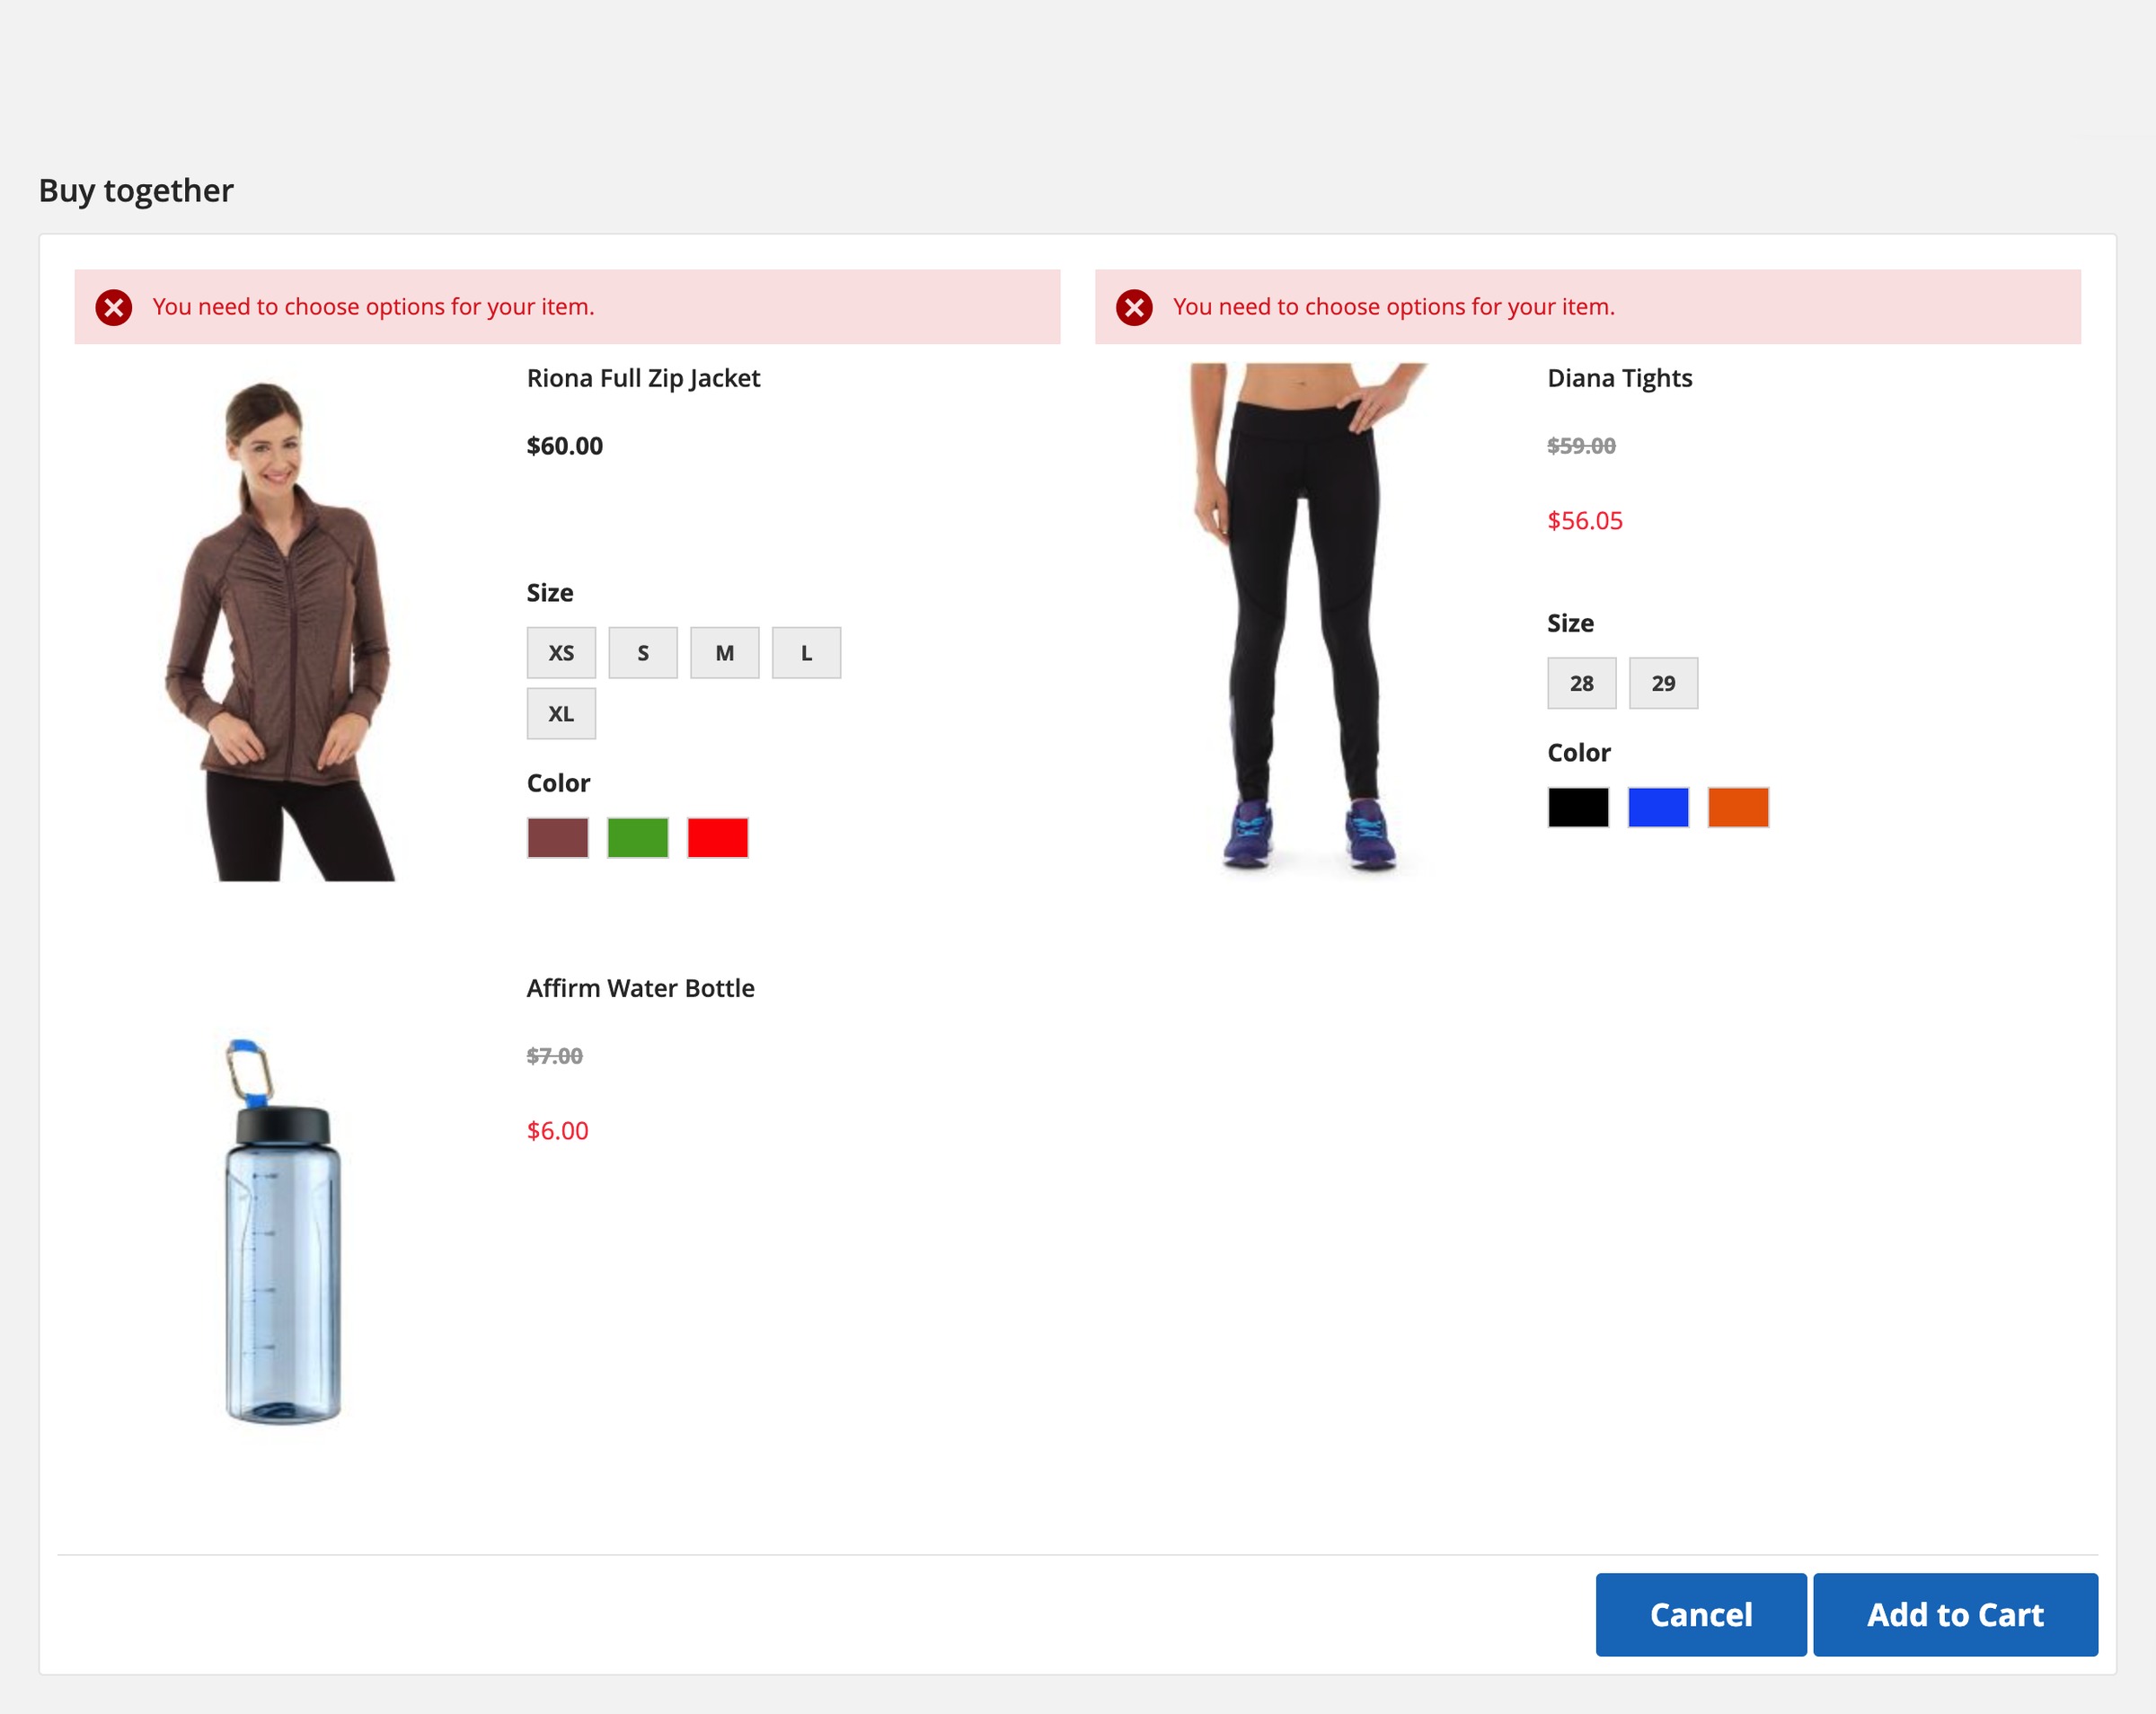 Buy together
You need to choose options for your item.
Riona Full Zip Jacket
$60.00
Size
XS S M L
XL
Color
You need to choose options for your item.
Diana Tights
$59.00
$56.05
Size
28 29
Color
Affirm Water Bottle
$7.00
$6.00
Cancel Add to Cart